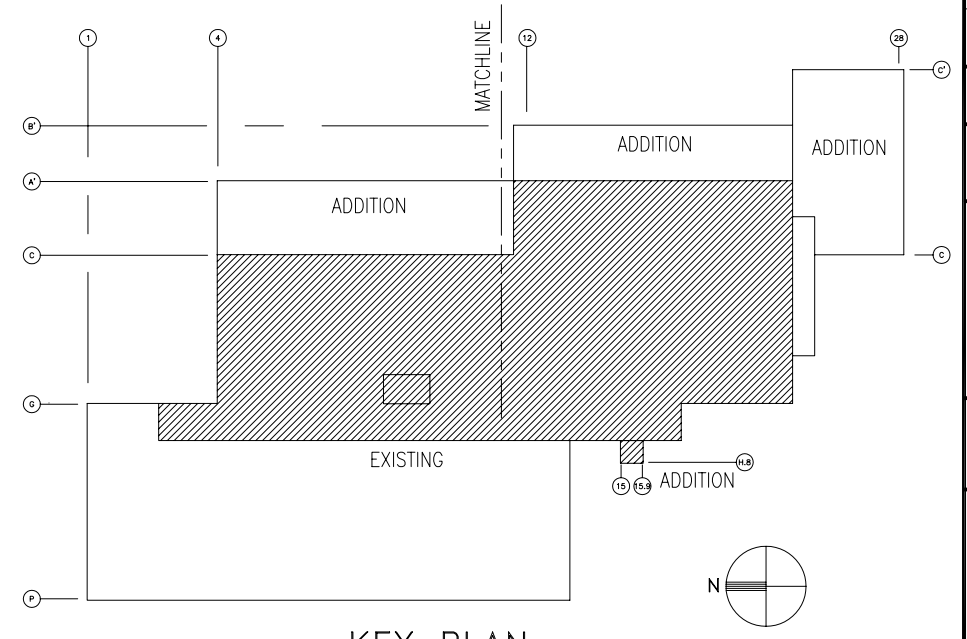 1
4
12
28
MATCHLINE
C'
B'
ADDITION
ADDITION
A'
ADDITION
C
C
G
EXISTING
H.8
15
15.9
ADDITION
N
P
KEY PLAN